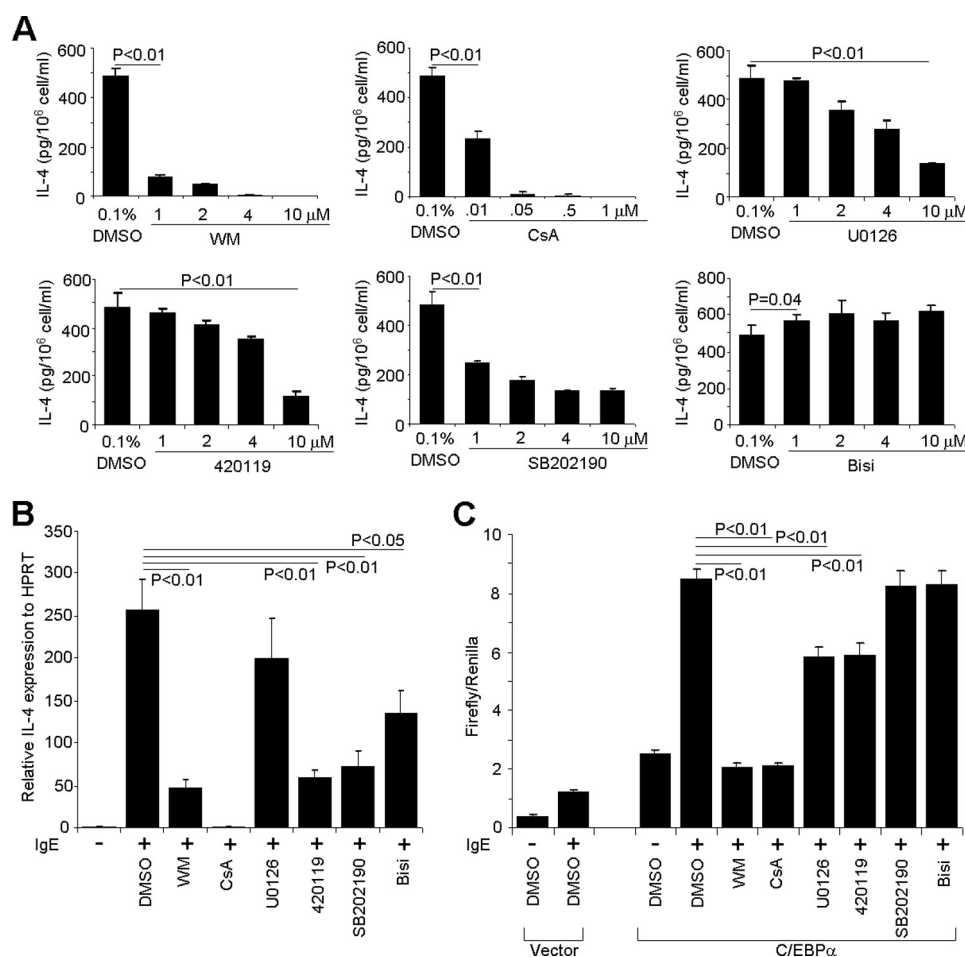 A
P<0.01
IL-4 (pg/10⁶ cell/ml)
600
400
200
0
0.1% 1 2 4 10 μM
DMSO WM
P<0.01
IL-4 (pg/10⁶ cell/ml)
600
400
200
0
0.1% .01 .05 .5 1 μM
DMSO CsA
P<0.01
IL-4 (pg/10⁶ cell/ml)
600
400
200
0
0.1% 1 2 4 10 μM
DMSO U0126
P<0.01
IL-4 (pg/10⁶ cell/ml)
600
400
200
0
0.1% 1 2 4 10 μM
DMSO 420119
P<0.01
IL-4 (pg/10⁶ cell/ml)
600
400
200
0
0.1% 1 2 4 10 μM
DMSO SB202190
P=0.04
IL-4 (pg/10⁶ cell/ml)
800
600
400
200
0
0.1% 1 2 4 10 μM
DMSO Bisi
B
Relative IL-4 expression to HPRT
350
300
250
200
150
100
50
0
P<0.05
P<0.01
P<0.01
P<0.01
IgE - + + + + + + +
DMSO
WM
CsA
U0126
420119
SB202190
Bisi
C
Firefly/Renilla
10
8
6
4
2
0
P<0.01
P<0.01
P<0.01
P<0.01
IgE - + - + + + + + + +
DMSO
DMSO
DMSO
DMSO
WM
CsA
U0126
420119
SB202190
Bisi
Vector C/EBPα